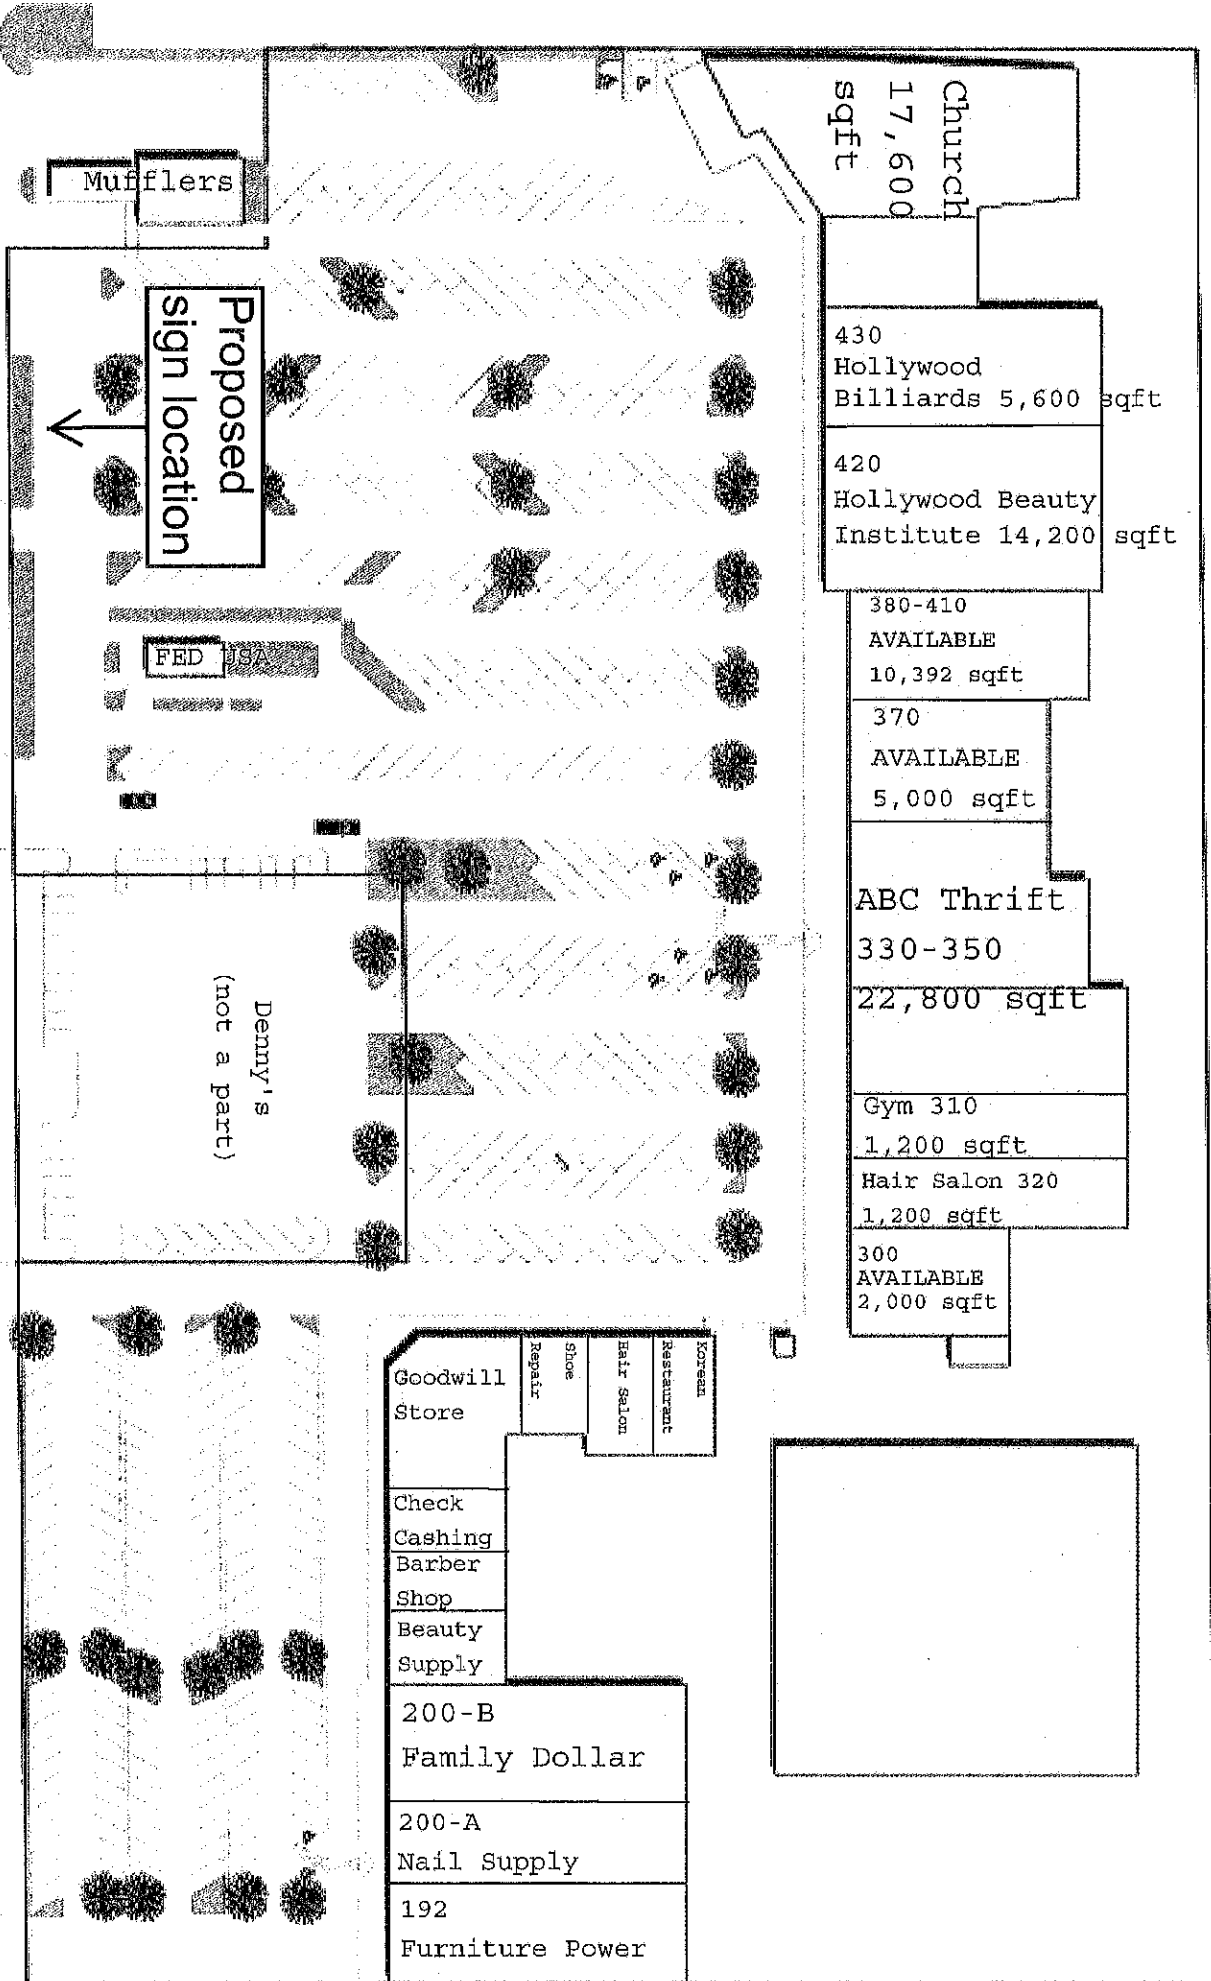 Church
17,600
sqft
Mufflers
Proposed
sign location
430
Hollywood
Billiards 5,600 sqft
420
Hollywood Beauty
Institute 14,200 sqft
380-410
AVAILABLE
10,392 sqft
FED USA
370
AVAILABLE
5,000 sqft
ABC Thrift
330-350
22,800 sqft
Denny's
(not a part)
Gym 310
1,200 sqft
Hair Salon 320
1,200 sqft
300
AVAILABLE
2,000 sqft
Goodwill
Store
Shoe
Repair
Hair Salon
Korean
Restaurant
Check
Cashing
Barber
Shop
Beauty
Supply
200-B
Family Dollar
200-A
Nail Supply
192
Furniture Power